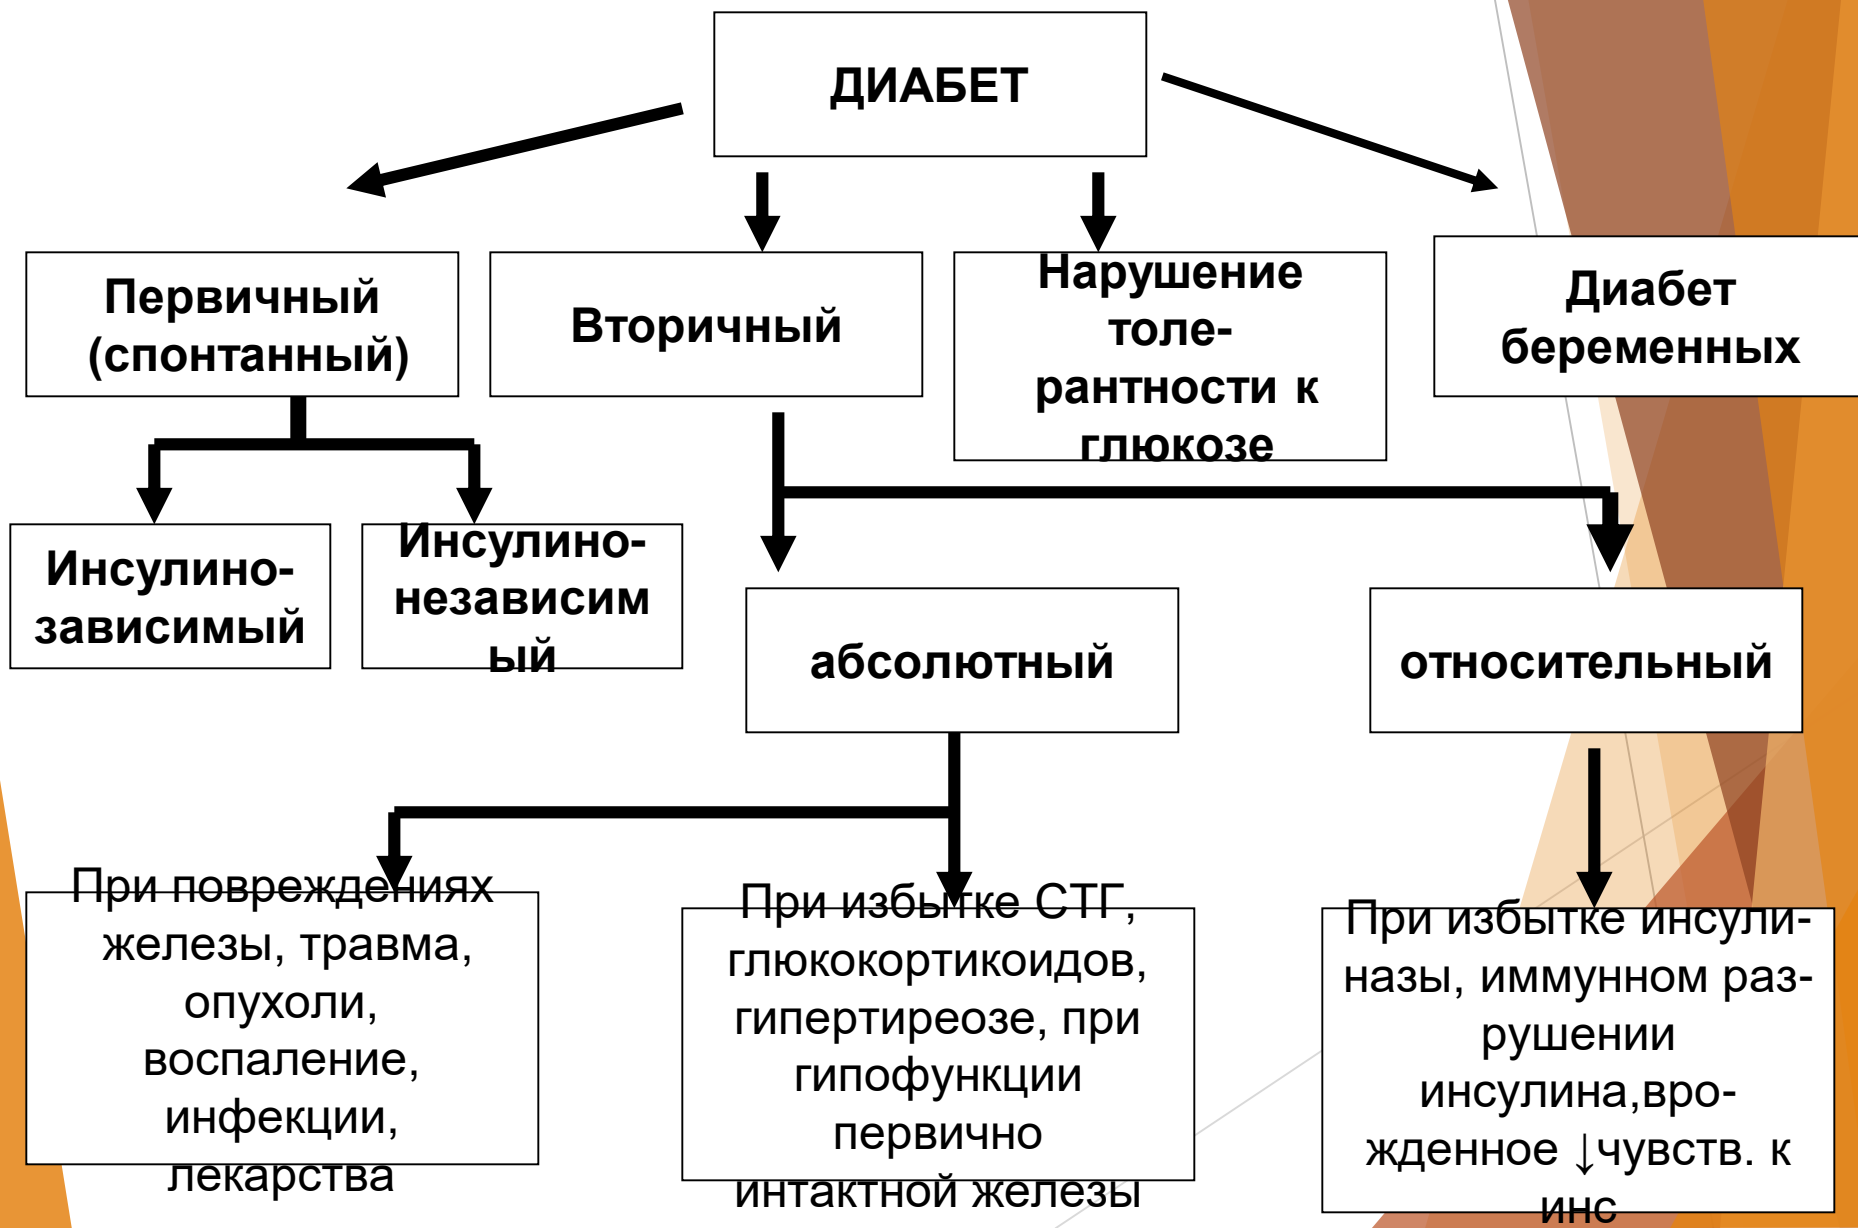 ДИАБЕТ
Первичный
(спонтанный)
Вторичный
Нарушение
толе-
рантности к
глюкозе
Диабет
беременных
Инсулино-
зависимый
Инсулино-
независим
ый
абсолютный
относительный
При повреждениях
железы, травма,
опухоли,
воспаление,
инфекции,
лекарства
При избытке СТГ,
глюкокортикоидов,
гипертиреозе, при
гипофункции
первично
интактной железы
При избытке инсули-
назы, иммунном раз-
рушении
инсулина,вро-
жденное ↓чувств. к
инс